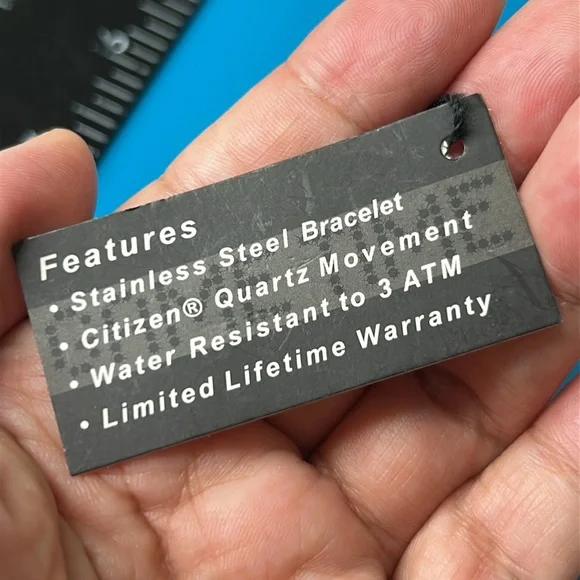 Features
• Stainless Steel Bracelet
• Citizen® Quartz Movement
• Water Resistant to 3 ATM
• Limited Lifetime Warranty